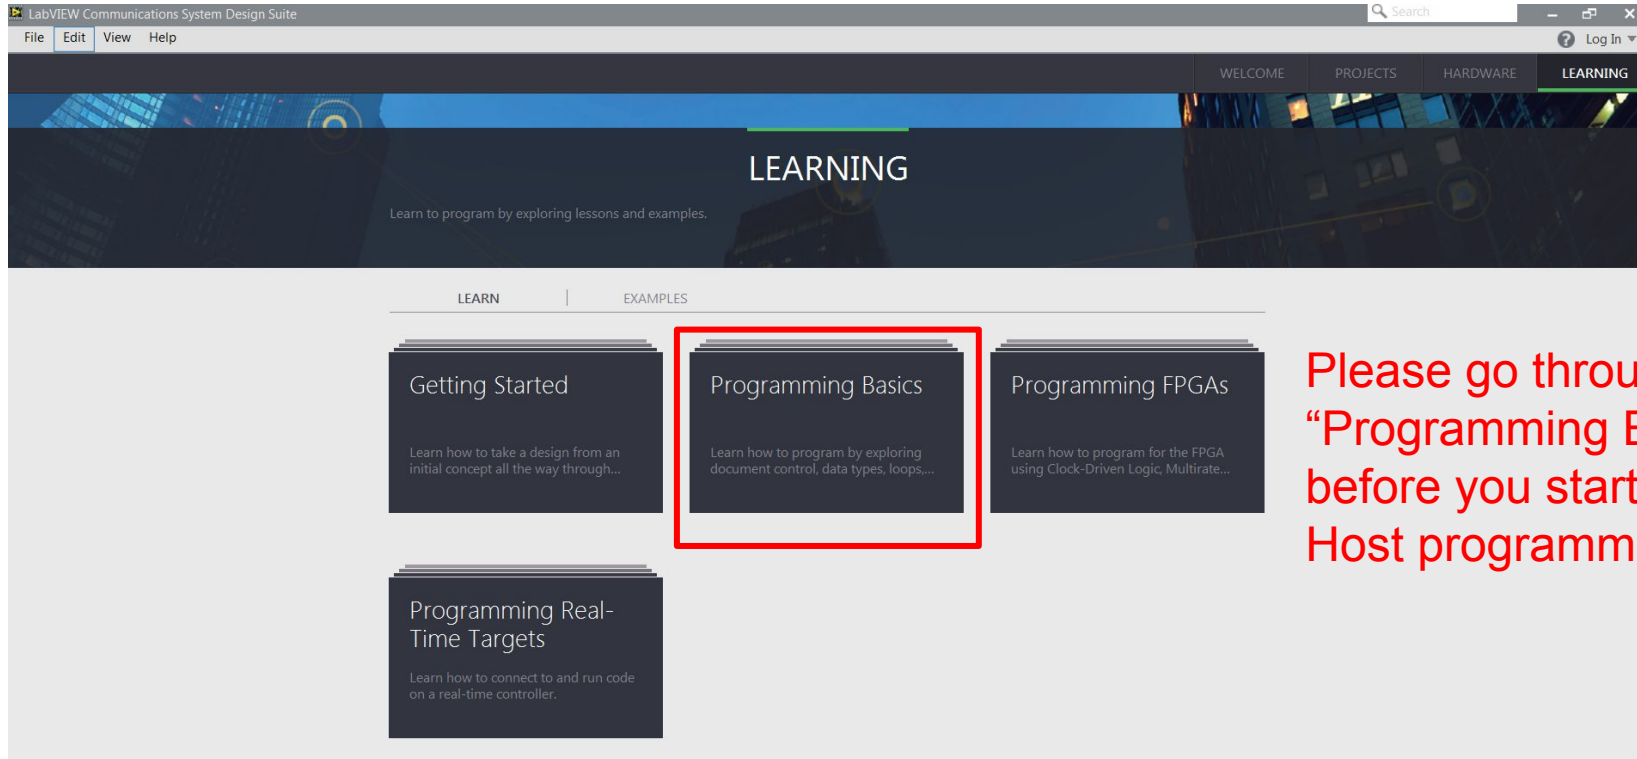 LabVIEW Communications System Design Suite
Search
File Edit View Help
Log In
WELCOME PROJECTS HARDWARE LEARNING
LEARNING
Learn to program by exploring lessons and examples.
LEARN EXAMPLES
Getting Started
Learn how to take a design from an
initial concept all the way through...
Programming Basics
Learn how to program by exploring
document control, data types, loops,...
Programming FPGAs
Learn how to program for the FPGA
using Clock-Driven Logic, Multirate...
Please go
“Programming
before you start
Host
Programming Real-
Time Targets
Learn how to connect to and run code
on a real-time controller.